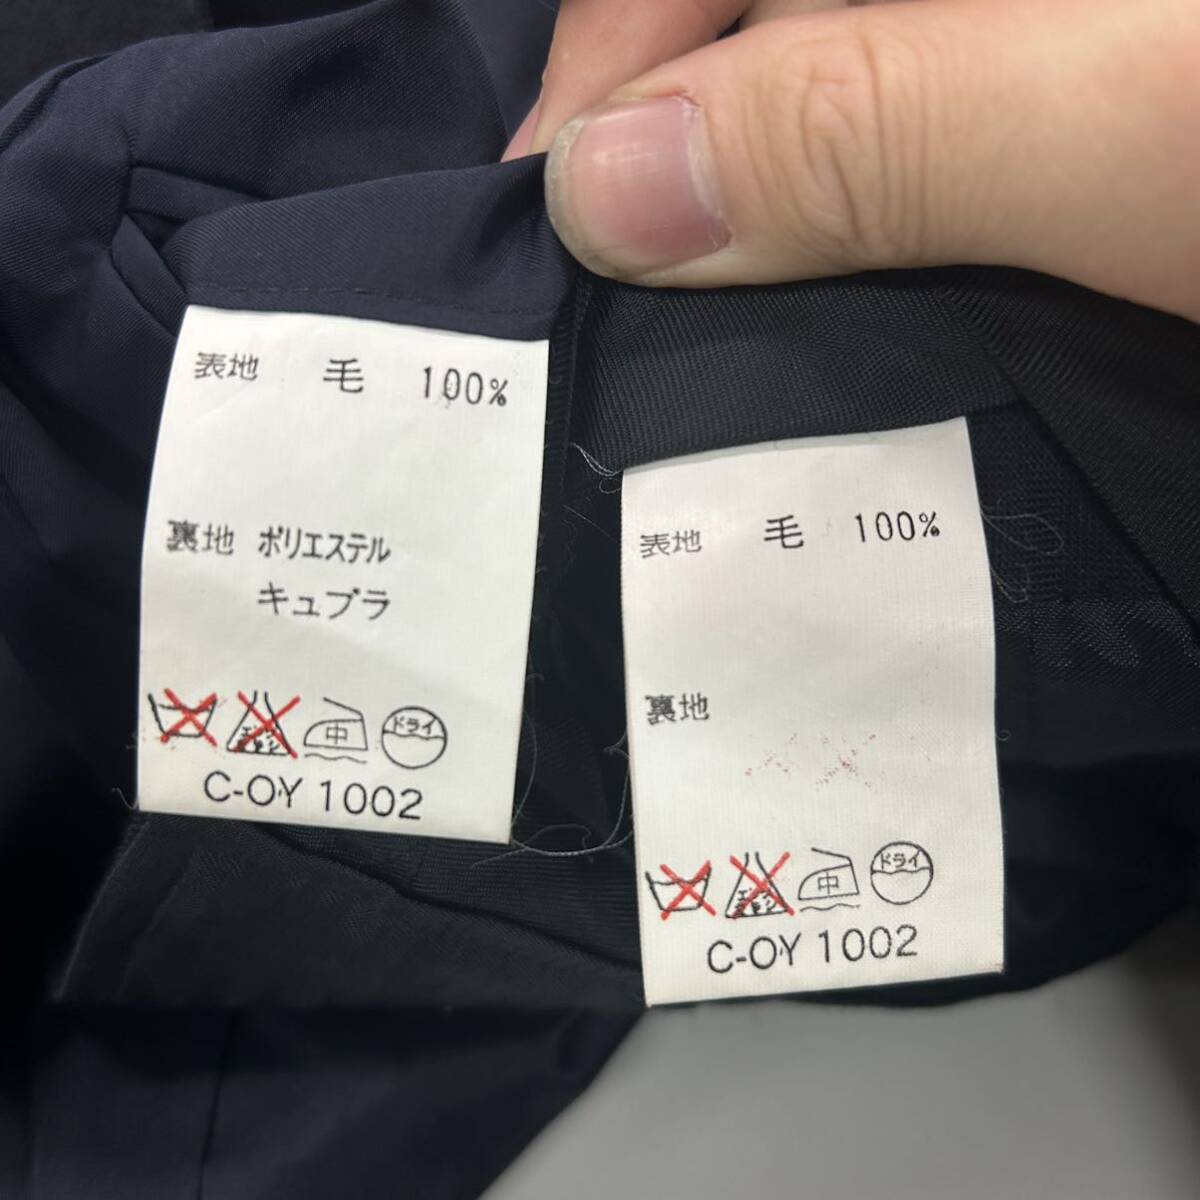 表地 毛 100%
裏地 ポリエステル
キュプラ
中 ドライ
C-OY 1002
表地 毛 100%
裏地
中 ドライ
C-OY 1002